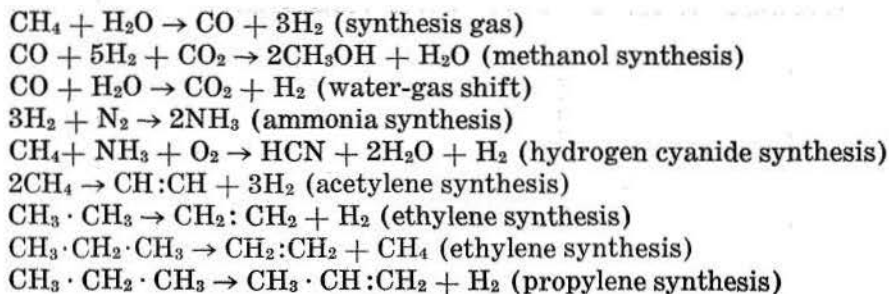 CH₄ + H₂O → CO + 3H₂ (synthesis gas)
CO + 5H₂ + CO₂ → 2CH₃OH + H₂O (methanol synthesis)
CO + H₂O → CO₂ + H₂ (water-gas shift)
3H₂ + N₂ → 2NH₃ (ammonia synthesis)
CH₄+ NH₃ + O₂ → HCN + 2H₂O + H₂ (hydrogen cyanide synthesis)
2CH₄ → CH:CH + 3H₂ (acetylene synthesis)
CH₃ · CH₃ → CH₂: CH₂ + H₂ (ethylene synthesis)
CH₃·CH₂·CH₃ → CH₂:CH₂ + CH₄ (ethylene synthesis)
CH₃ · CH₂ · CH₃ → CH₃ · CH:CH₂ + H₂ (propylene synthesis)